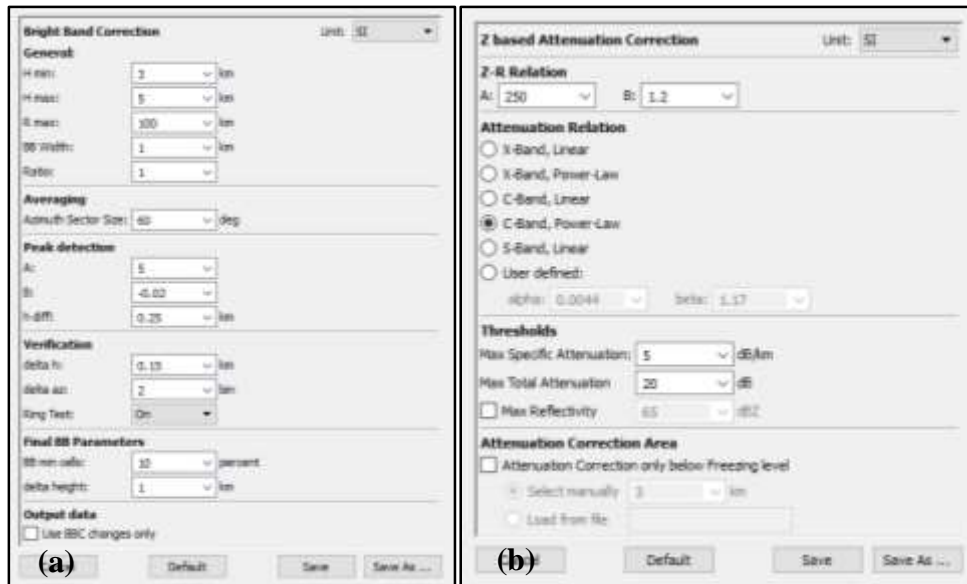 Bright Band Correction Unit: SI
General:
H min: 3 km
H max: 5 km
R max: 100 km
BB Width: 1 km
Ratio: 1
Averaging
Azimuth Sector Size: 60 deg
Peak detection
A: 5
B: -0.02
h-diff: 0.25 km
Verification
delta h: 0.15 km
delta az: 2
Ring Test: On
Final BB Parameters
BB min cells: 10 percent
delta height: 1 km
Output data
Use BBC changes only
(a) Default Save Save As ...
Z based Attenuation Correction Unit: SI
Z-R Relation
A: 250 B: 1.2
Attenuation Relation
X-Band, Linear
X-Band, Power-Law
C-Band, Linear
C-Band, Power-Law
S-Band, Linear
User defined:
alpha: 0.0044 beta: 1.17
Thresholds
Max Specific Attenuation: 5 dB/km
Max Total Attenuation 20 dB
Max Reflectivity 65 dBZ
Attenuation Correction Area
Attenuation Correction only below Freezing level
Select manually 3 km
Load from file
(b) Default Save Save As ...